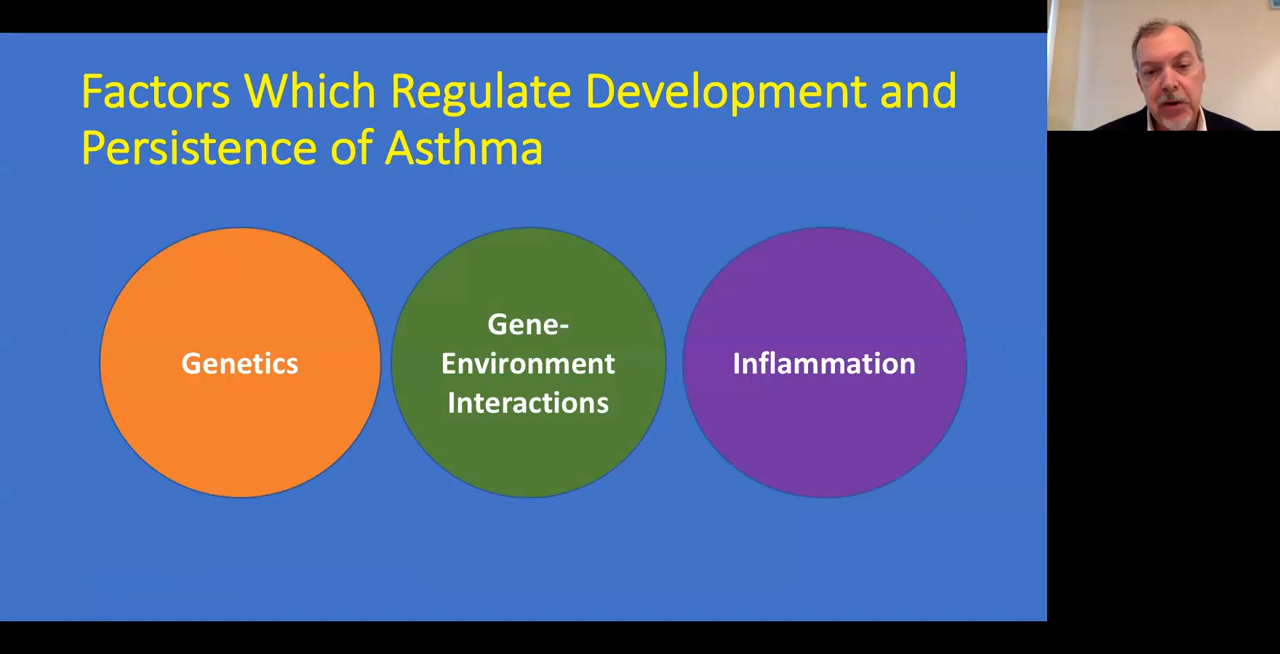 Factors Which Regulate Development and
Persistence of Asthma
Genetics
Gene-
Environment
Interactions
Inflammation